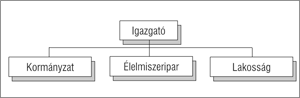 Igazgató
Kormányzat
Élelmiszeripar
Lakosság